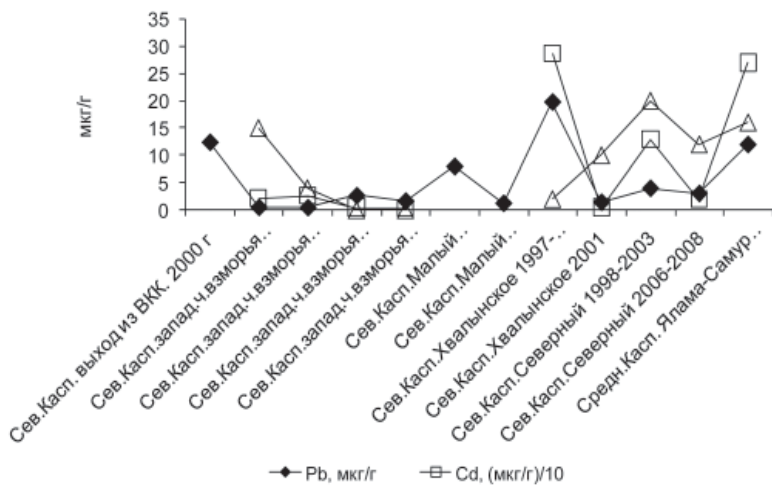 мкг/г
35
30
25
20
15
10
5
0
Сев.Касп. выход из ВКК. 2000 г
Сев.Касп.запад.ч.взморья..
Сев.Касп.запад.ч.взморья..
Сев.Касп.запад.ч.взморья..
Сев.Касп.запад.ч.взморья..
Сев.Касп.Малый..
Сев.Касп.Малый..
Сев.Касп.Хвалынское 1997-..
Сев.Касп.Хвалынское 2001
Сев.Касп.Северный 1998-2003
Сев.Касп.Северный 2006-2008
Средн.Касп. Ялама-Самур..
Pb, мкг/г
Cd, (мкг/г)/10